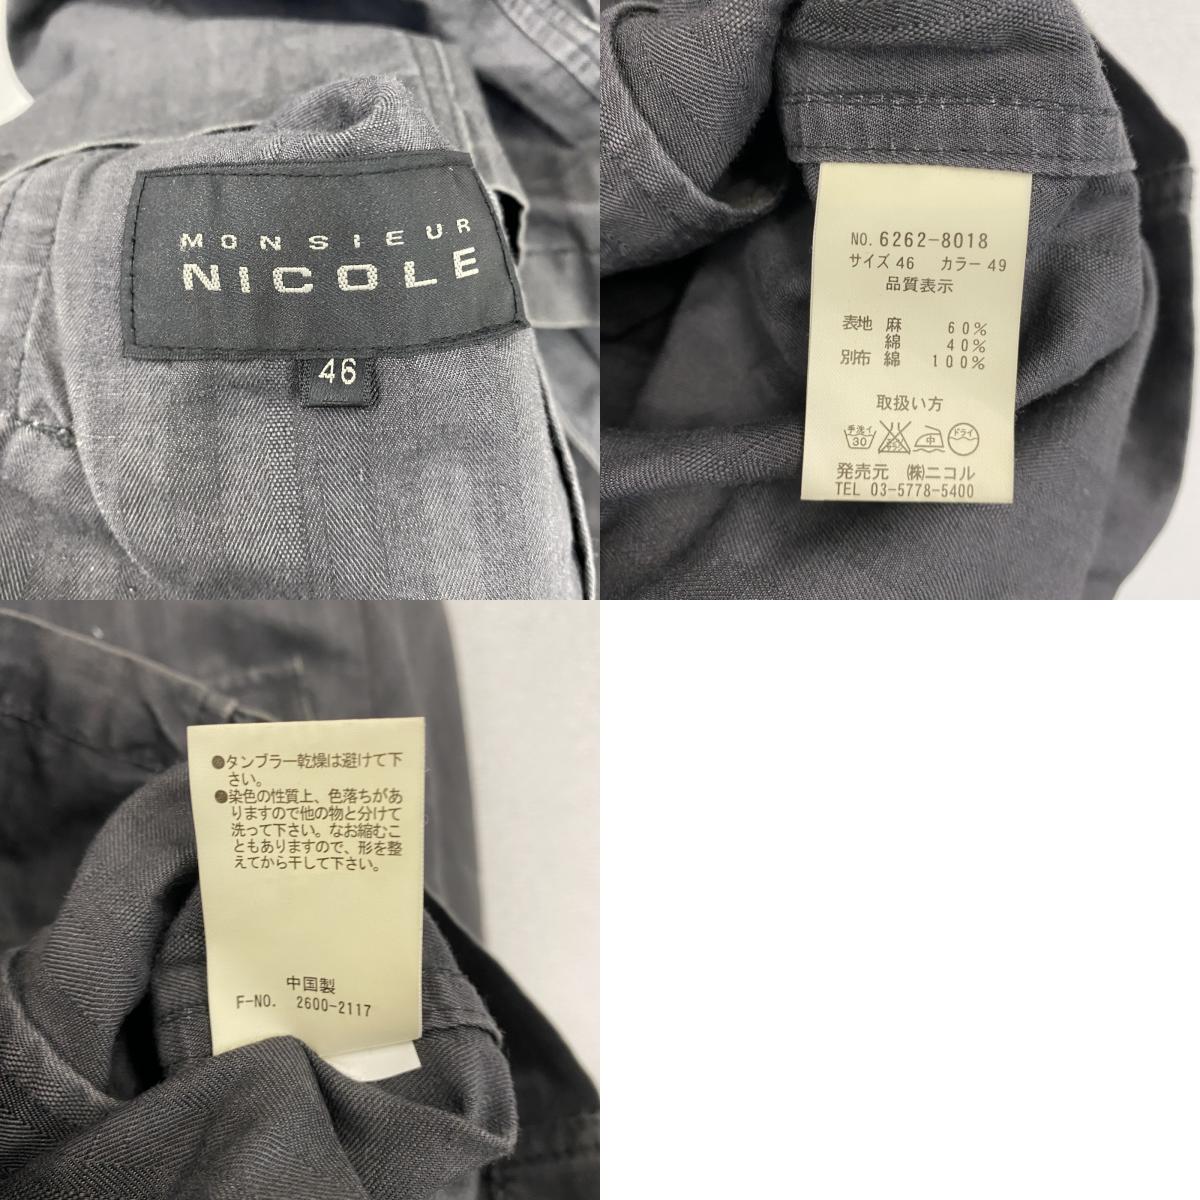 MONSIEUR
NICOLE
46
NO. 6262-8018
サイズ 46 カラー 49
品質表示
表地 麻 60%
綿 40%
別布 綿 100%
取扱い方
手洗イ 30 中 ドライ
発売元 ㈱ニコル
TEL 03-5778-5400
●タンブラー乾燥は避けて下
さい。
●染色の性質上、色落ちがあ
りますので他の物と分けて
洗って下さい。なお縮むこ
ともありますので、形を整
えてから干して下さい。
中国製
F-NO. 2600-2117